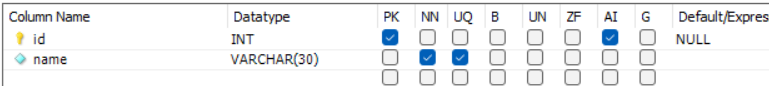 Column Name Datatype PK NN UQ B UN ZF AI G Default/Expres
id INT NULL
name VARCHAR(30)